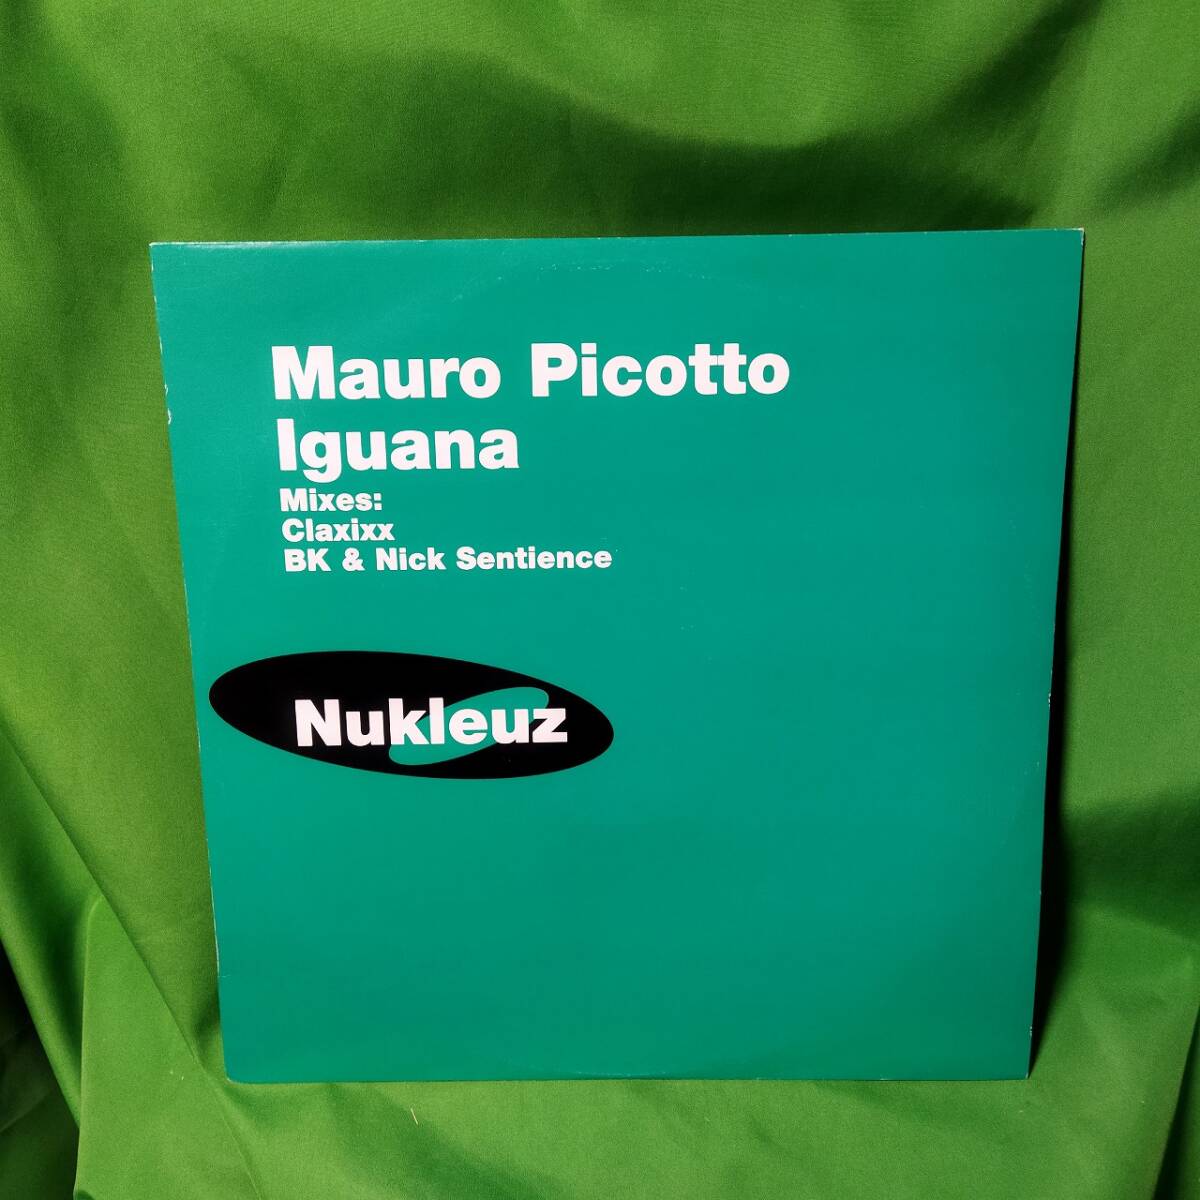 Mauro Picotto
Iguana
Mixes:
Claxixx
BK & Nick Sentience
Nukleuz